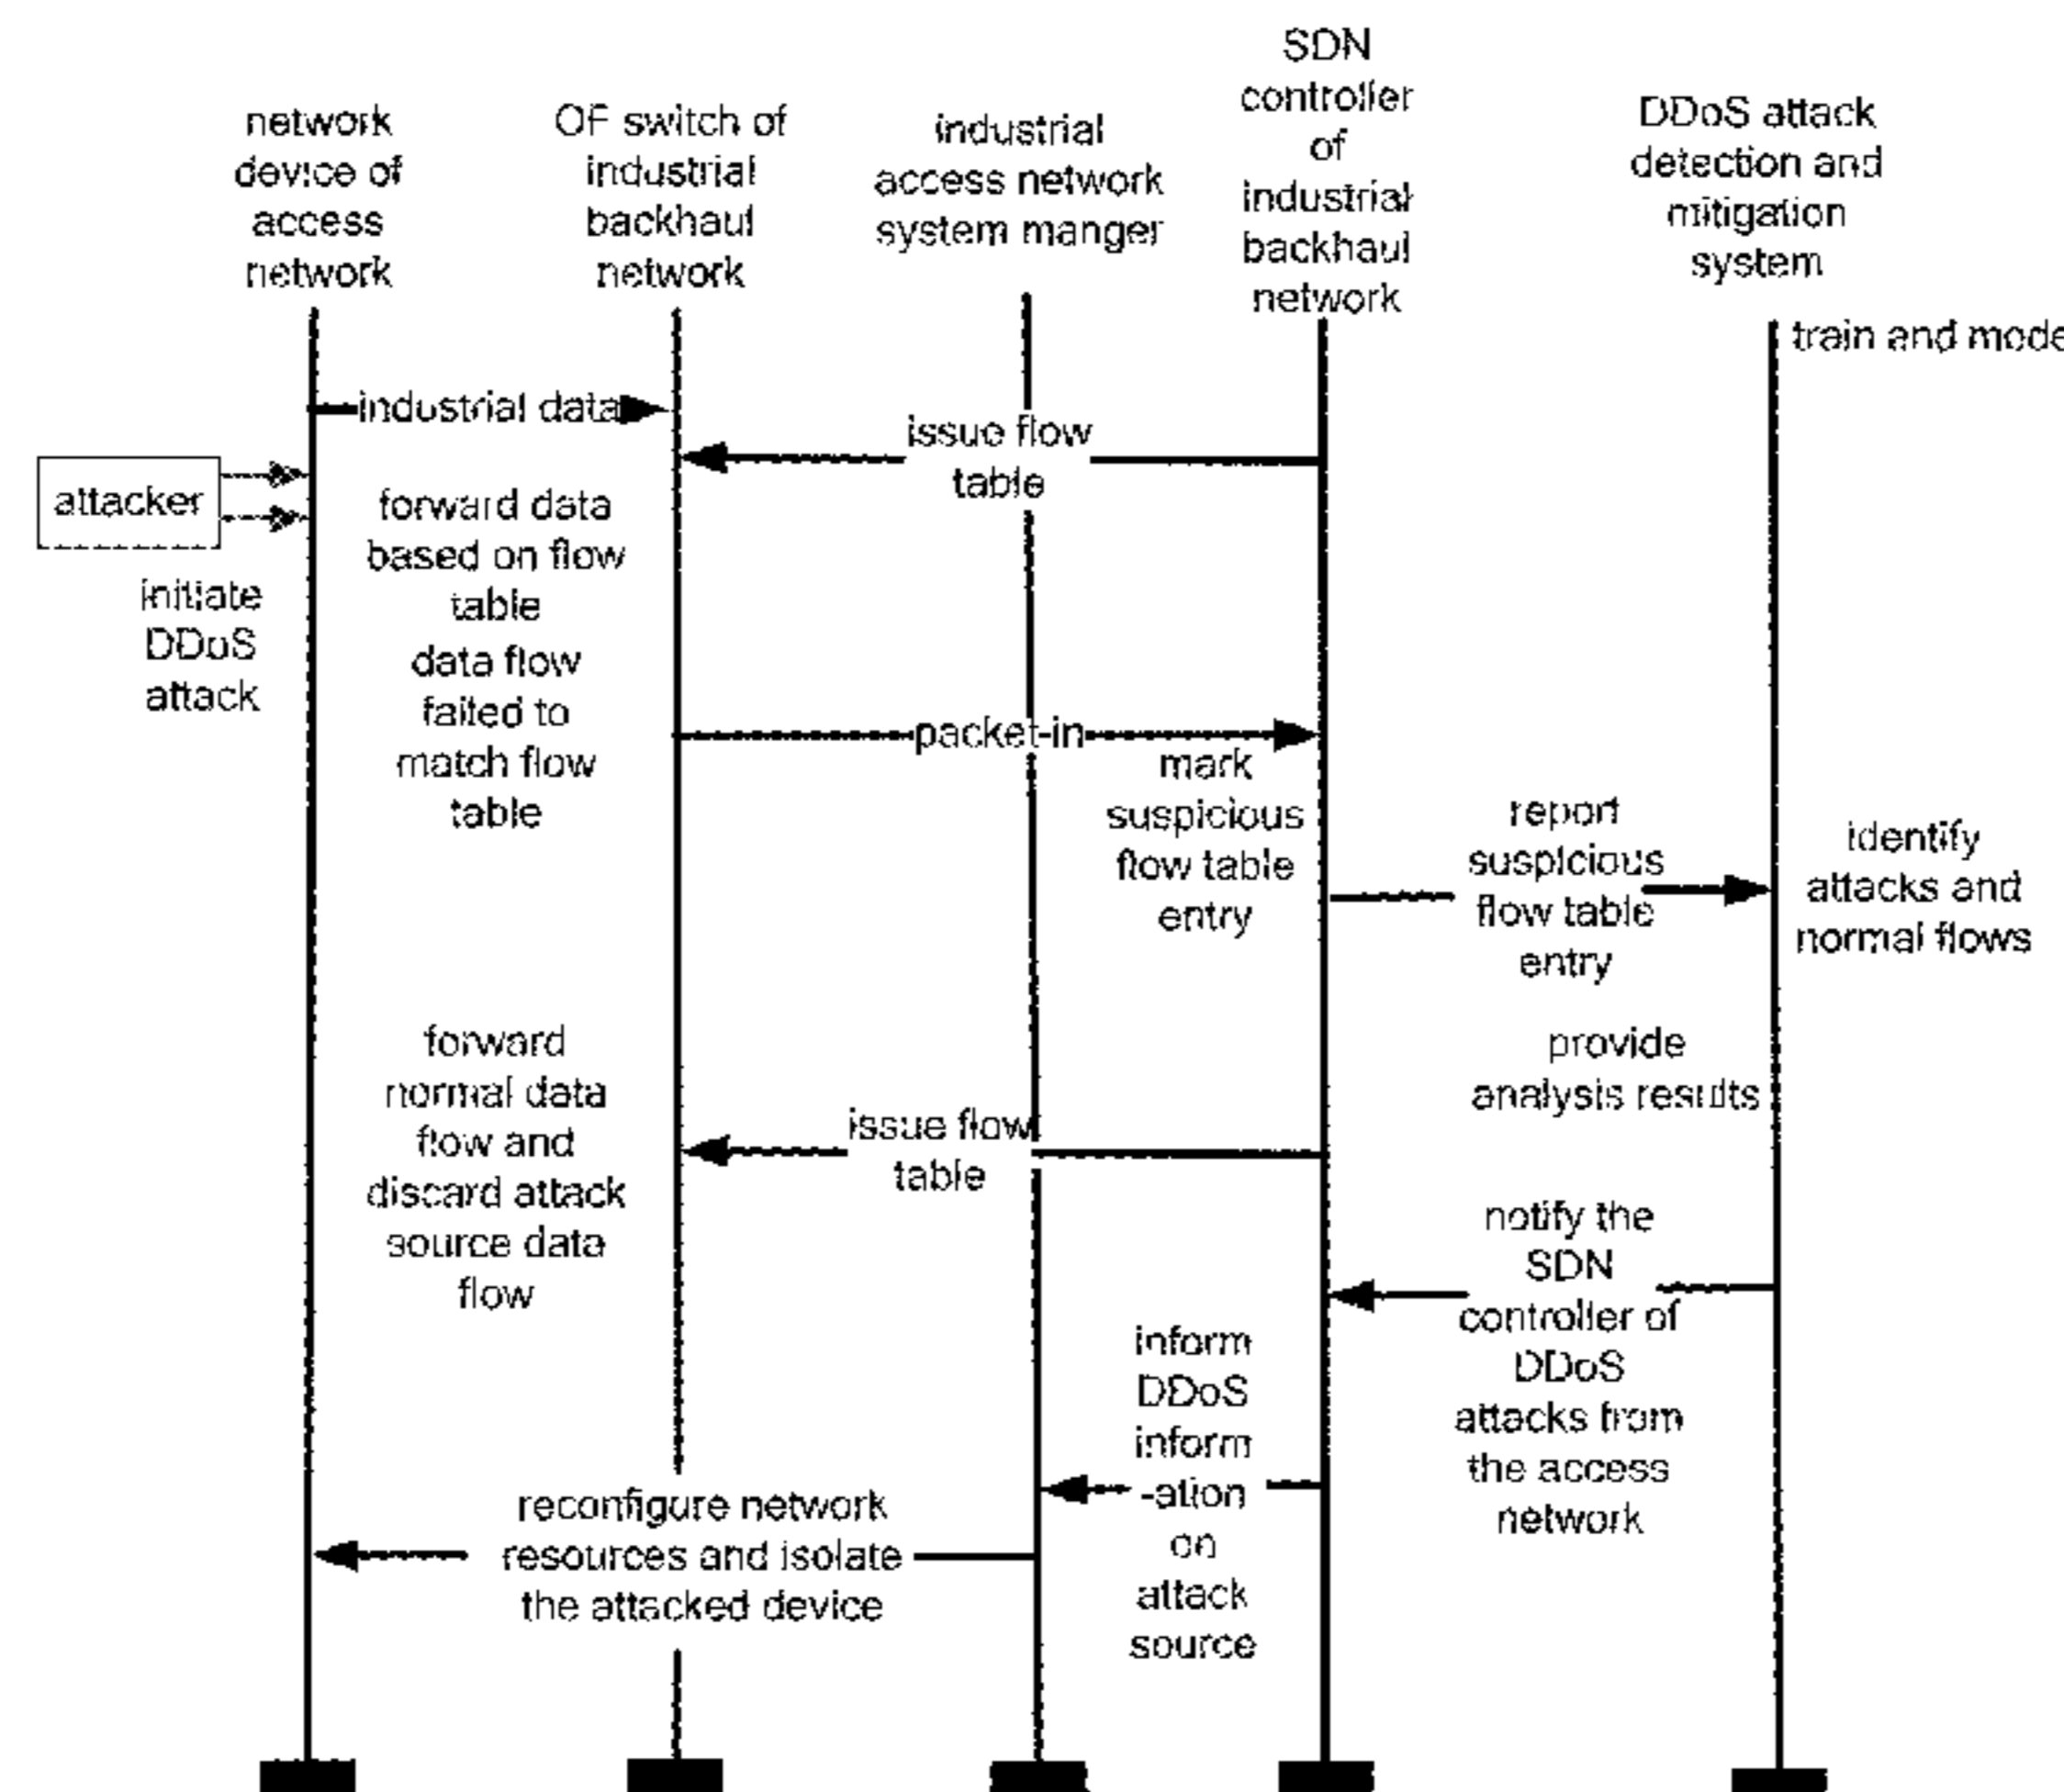 network
device of
access
network
OF switch of
industrial
backhaul
network
industrial
access network
system manger
SDN
controller
of
industrial
backhaul
network
DDoS attack
detection and
mitigation
system
train and mode
industrial data
issue flow
table
attacker
initiate
DDoS
attack
forward data
based on flow
table
data flow
failed to
match flow
table
packet-in
mark
suspicious
flow table
entry
report
suspicious
flow table
entry
identify
attacks and
normal flows
provide
analysis results
forward
normal data
flow and
discard attack
source data
flow
issue flow
table
notify the
SDN
controller of
DDoS
attacks from
the access
network
inform
DDoS
inform
-ation
on
attack
source
reconfigure network
resources and isolate
the attacked device